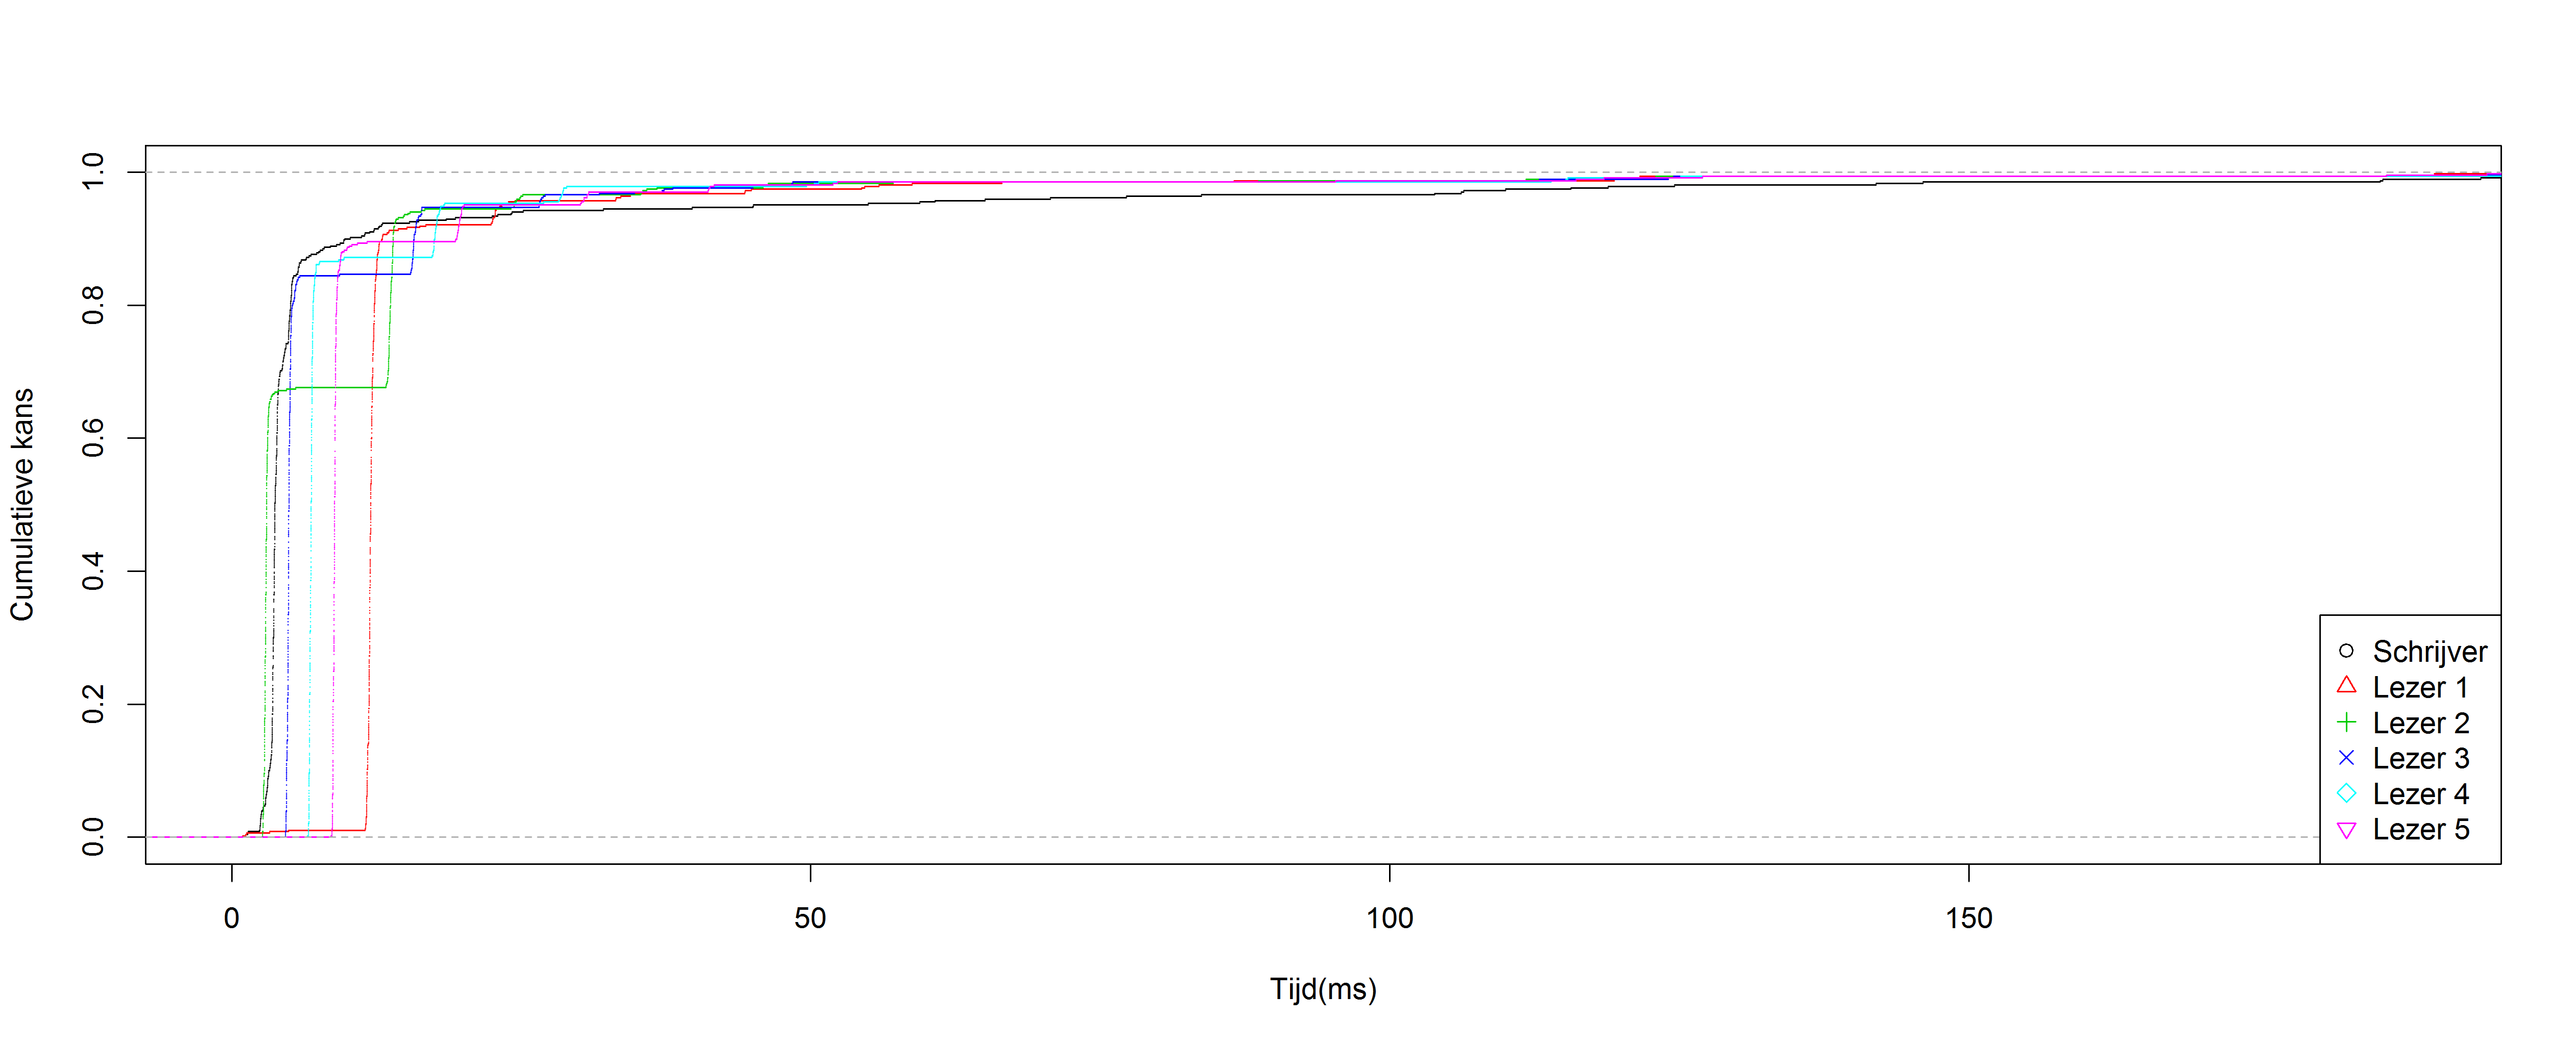 Cumulatieve kans
1.0
0.8
0.6
0.4
0.2
0.0
Schrijver
Lezer 1
Lezer 2
Lezer 3
Lezer 4
Lezer 5
0 50 100 150
Tijd(ms)